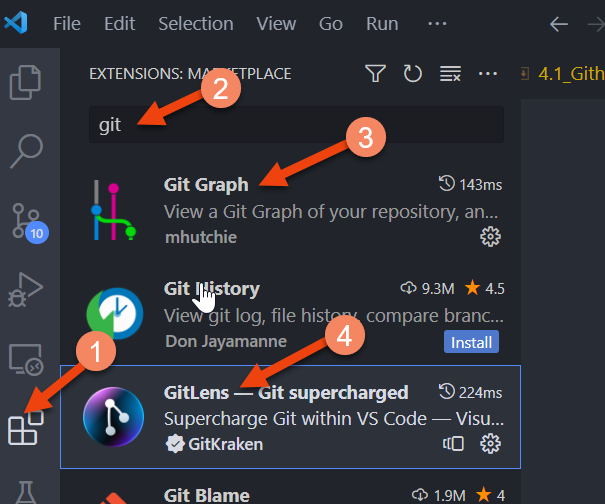 File Edit Selection View Go Run ···
EXTENSIONS: MARKETPLACE
4.1_Gith
2
git
3
Git Graph 143ms
View a Git Graph of your repository, an...
mhutchie
10
Git History 9.3M 4.5
View git log, file history, compare branc...
Don Jayamanne Install
1
4
GitLens — Git supercharged 224ms
Supercharge Git within VS Code — Visu...
GitKraken
Git Blame 1.9M 4